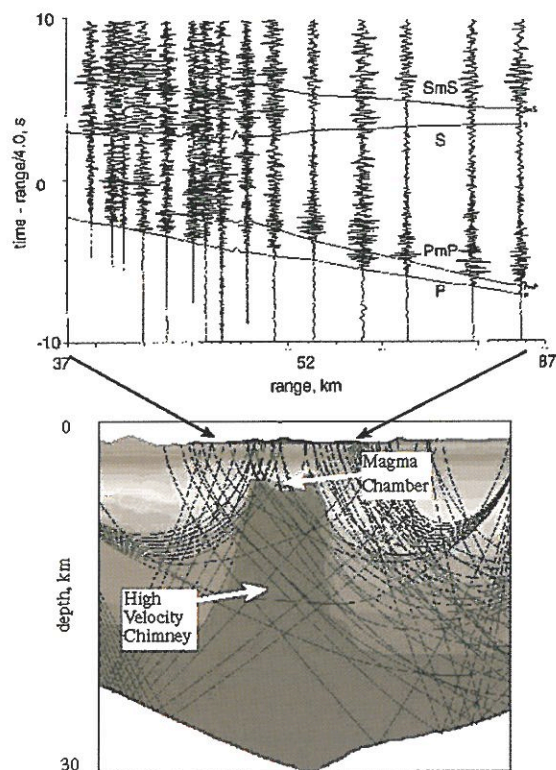 10
SmS
S
0
PmP
P
-10
time - range/4.0, s
37
52
87
range, km
0
Magma
Chamber
High
Velocity
Chimney
depth, km
30